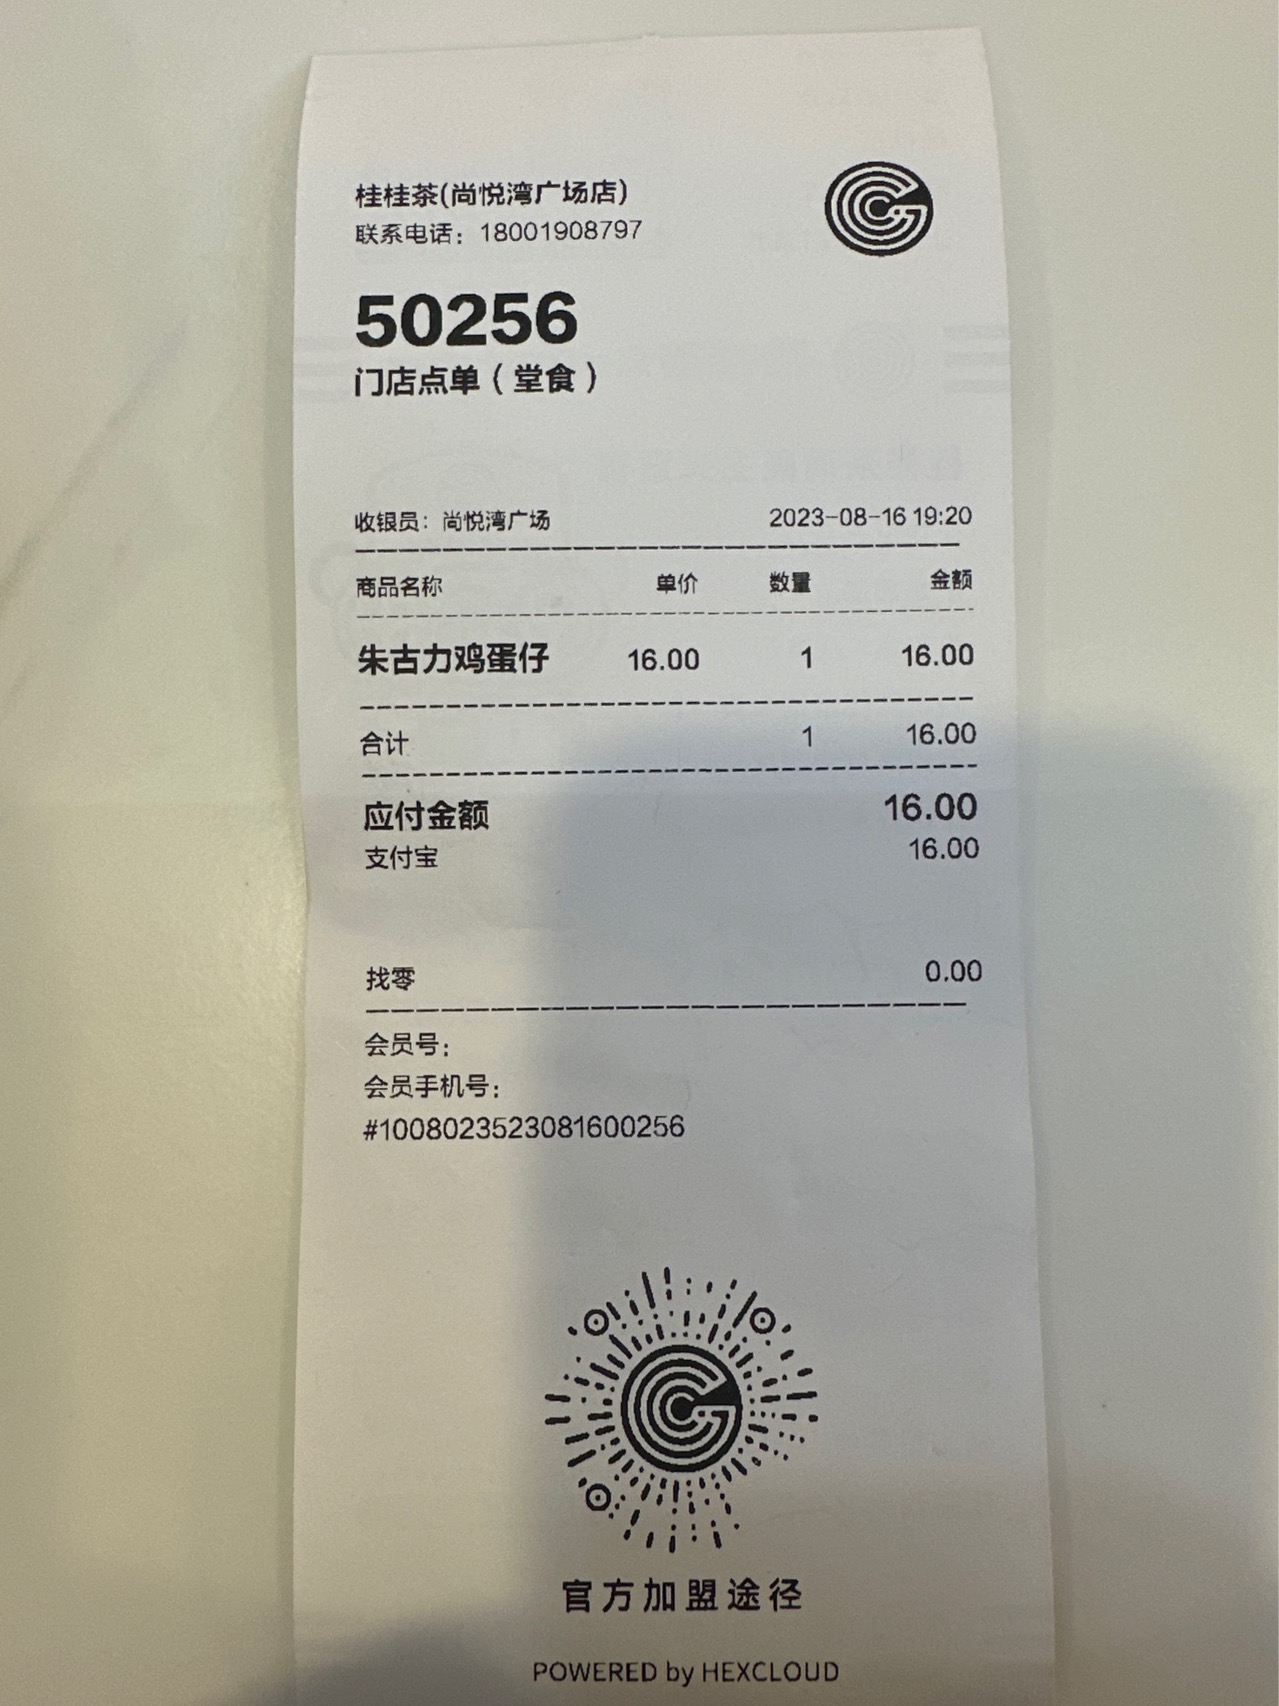 桂桂茶(尚悦湾广场店)
联系电话：18001908797
50256
门店点单（堂食）
收银员：尚悦湾广场 2023-08-16 19:20
商品名称 单价 数量 金额
朱古力鸡蛋仔 16.00 1 16.00
合计 1 16.00
应付金额 16.00
支付宝 16.00
找零 0.00
会员号：
会员手机号：
#1008023523081600256
官方加盟途径
POWERED by HEXCLOUD